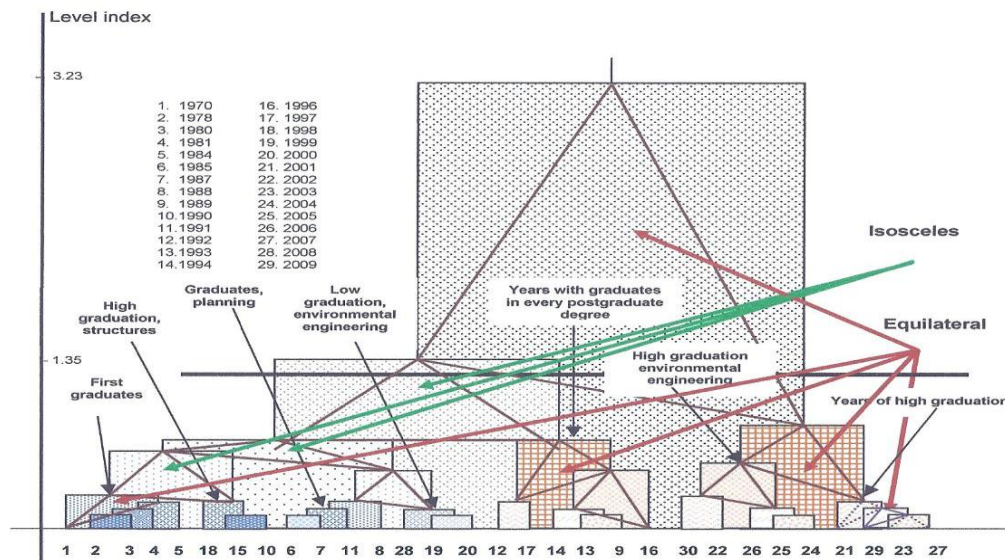 Level index
3.23
1. 1970
2. 1978
3. 1980
4. 1981
5. 1984
6. 1985
7. 1987
8. 1988
9. 1989
10.1990
11.1991
12.1992
13.1993
14.1994
16. 1996
17. 1997
18. 1998
19. 1999
20. 2000
21. 2001
22. 2002
23. 2003
24. 2004
25. 2005
26. 2006
27. 2007
28. 2008
29. 2009
Isosceles
Equilateral
High
graduation,
structures
Graduates,
planning
Low
graduation,
environmental
engineering
Years with graduates
in every postgraduate
degree
1.35
First
graduates
High graduation
environmental
engineering
Years of high graduation
1 2 3 4 5 18 15 10 6 7 11 8 28 19 20 12 17 14 13 9 16 30 22 26 25 24 21 29 23 27